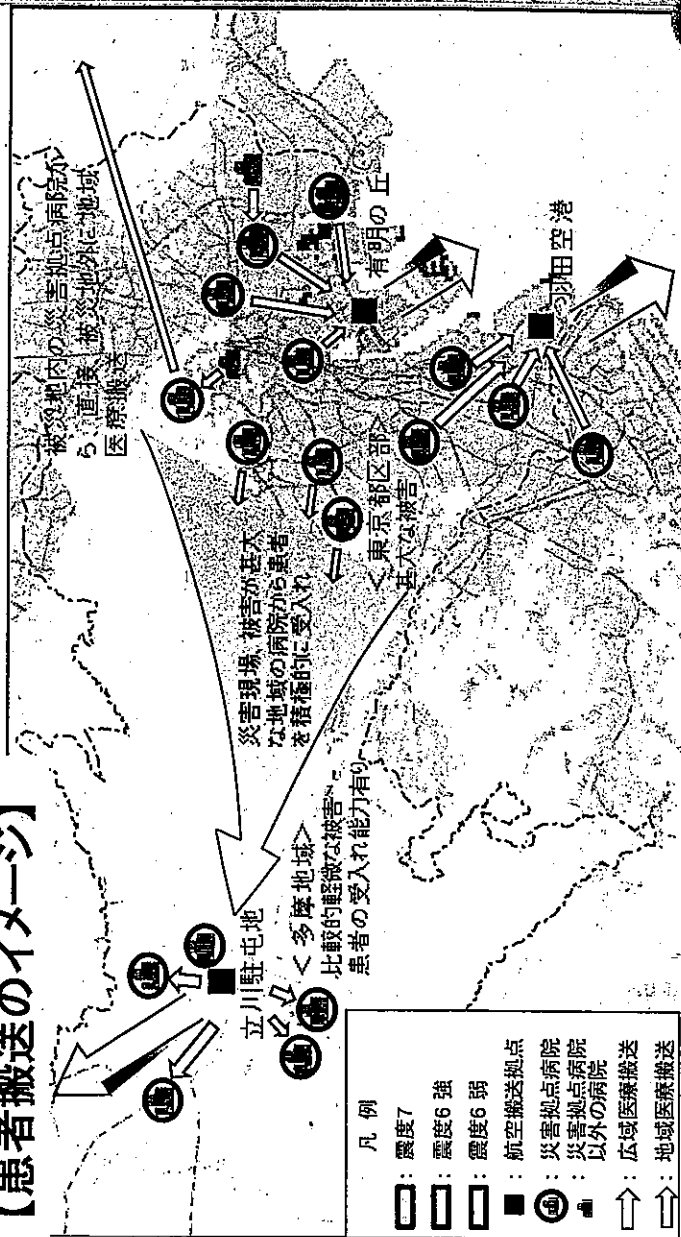 【患者搬送のイメージ】
被災地内の災害拠点病院か
ら、直接、被災地外に地域
医療搬送
災害現場、被害が甚大
な地域の病院から患者
を積極的に受入れ
有明の丘
羽田空港
<東京都区部>
甚大な被害
<多摩地域>
比較的軽微な被害
患者の受入れ能力有り
立川駐屯地
凡 例
：震度7
：震度6強
：震度6弱
：航空搬送拠点
：災害拠点病院
：災害拠点病院
以外の病院
：広域医療搬送
：地域医療搬送